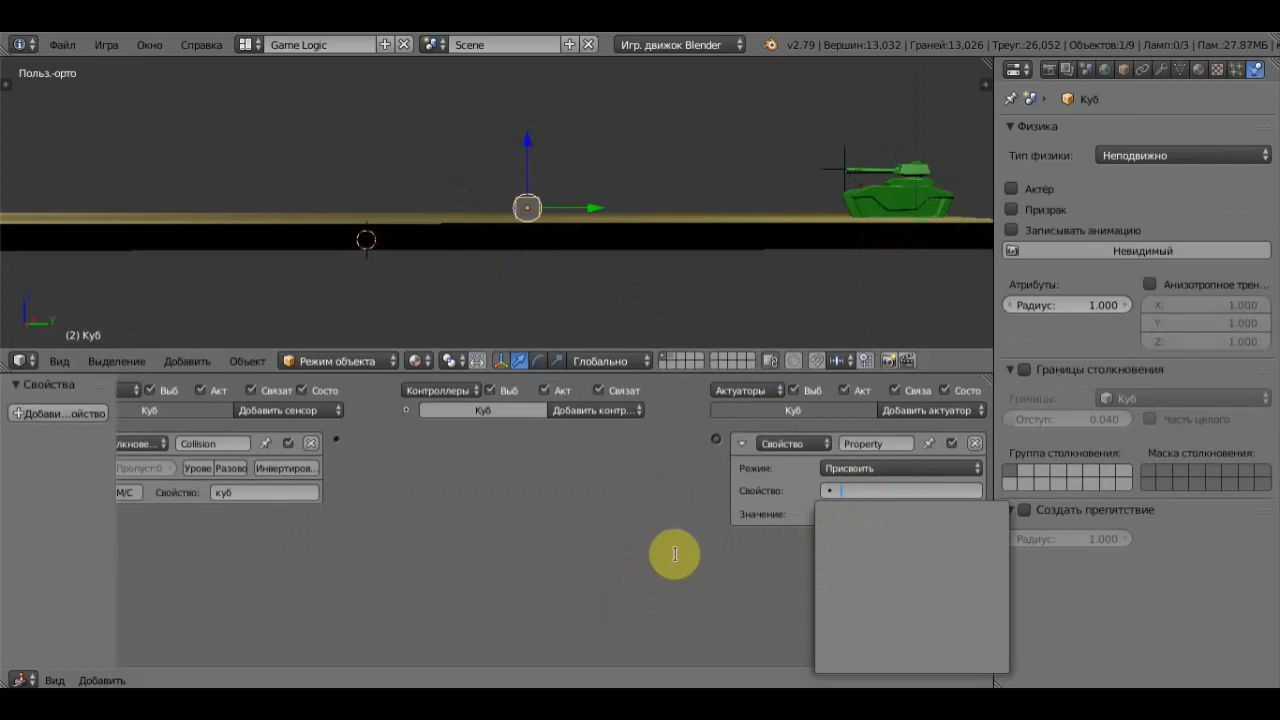 Файл Игра Окно Справка Game Logic Scene Игр. движок Blender v2.79 | Вершин:13,032 | Граней:13,026 | Треуг.:26,052 | Объектов:1/9 | Ламп:0/3 | Пам.:27.87МБ |
Польз.-орто
Куб
Физика
Тип физики: Неподвижно
Актёр
Призрак
Записывать анимацию
Невидимый
Атрибуты: Анизотропное трен...
Радиус: 1.000 X: 1.000
Y: 1.000
Z: 1.000
(2) Куб
Вид Выделение Добавить Объект Режим объекта Глобально
Границы столкновения
Свойства Выб Акт Связат Состо Контроллеры Выб Акт Связат Актуаторы Выб Акт Связа Состо
Границы: Куб
+Добави...ойство Куб Добавить сенсор Куб Добавить контр... Куб Добавить актуатор
Отступ: 0.040 Часть целого
лкнове... Collision Свойство Property
Группа столкновения: Маска столкновения:
Пропуст:0 Урове Разово Инвертиров... Режим: Присвоить
М/С Свойство: куб Свойство:
Значение: Создать препятствие
Радиус: 1.000
Вид Добавить